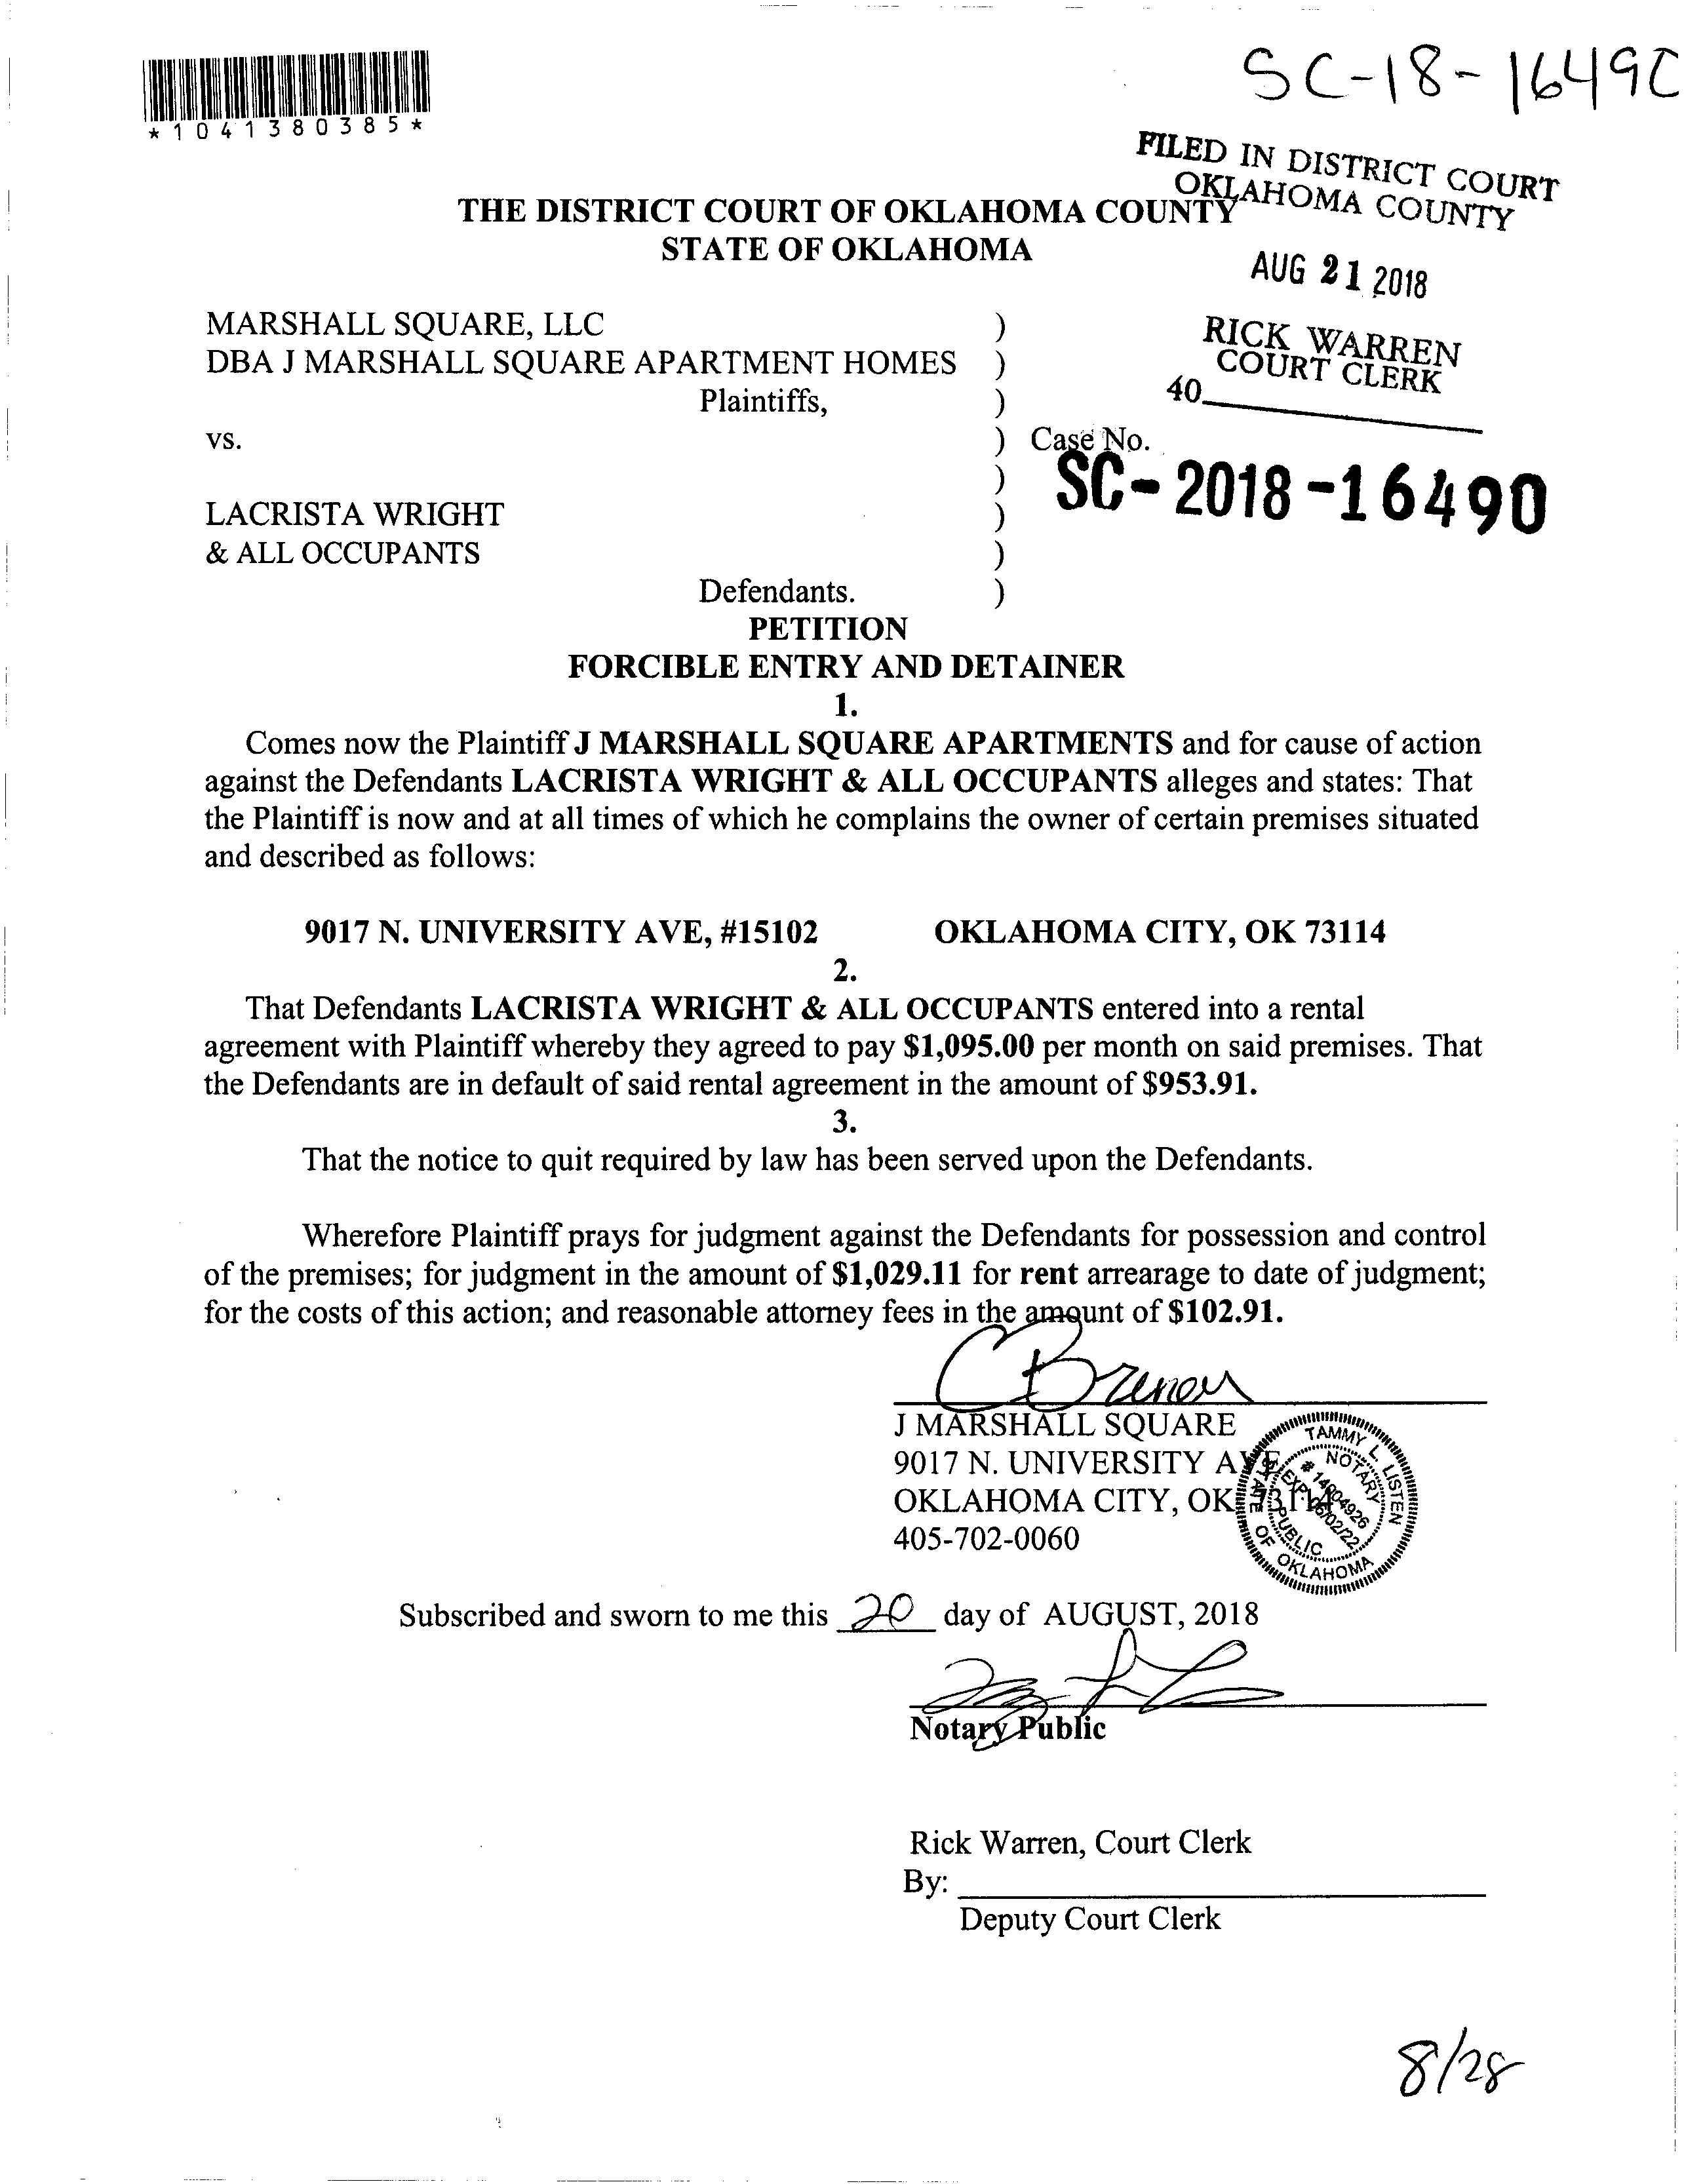 SC-18-1649C
*1041380385*
FILED IN DISTRICT COURT
OKLAHOMA COUNTY
THE DISTRICT COURT OF OKLAHOMA COUNTY
STATE OF OKLAHOMA
AUG 21 2018
MARSHALL SQUARE, LLC )
RICK WARREN
COURT CLERK
DBA J MARSHALL SQUARE APARTMENT HOMES )
40
Plaintiffs, )
vs. ) Case No.
)
SC-2018-16490
LACRISTA WRIGHT )
& ALL OCCUPANTS )
Defendants. )
PETITION
FORCIBLE ENTRY AND DETAINER
1.
Comes now the Plaintiff J MARSHALL SQUARE APARTMENTS and for cause of action
against the Defendants LACRISTA WRIGHT & ALL OCCUPANTS alleges and states: That
the Plaintiff is now and at all times of which he complains the owner of certain premises situated
and described as follows:
9017 N. UNIVERSITY AVE, #15102 OKLAHOMA CITY, OK 73114
2.
That Defendants LACRISTA WRIGHT & ALL OCCUPANTS entered into a rental
agreement with Plaintiff whereby they agreed to pay $1,095.00 per month on said premises. That
the Defendants are in default of said rental agreement in the amount of $953.91.
3.
That the notice to quit required by law has been served upon the Defendants.
Wherefore Plaintiff prays for judgment against the Defendants for possession and control
of the premises; for judgment in the amount of $1,029.11 for rent arrearage to date of judgment;
for the costs of this action; and reasonable attorney fees in the amount of $102.91.
J MARSHALL SQUARE
9017 N. UNIVERSITY AVE
OKLAHOMA CITY, OK 73114
405-702-0060
TAMMY L. LISTEN
NOTARY PUBLIC
# 14004926
EXP. 06/02/22
STATE OF OKLAHOMA
Subscribed and sworn to me this 20 day of AUGUST, 2018
Notary Public
Rick Warren, Court Clerk
By:
Deputy Court Clerk
8/28